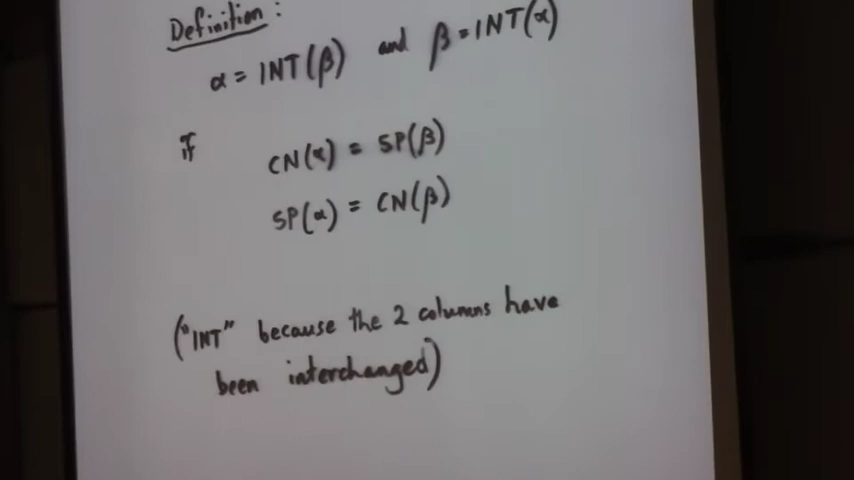 Definition :
α = INT(β) and β = INT(α)
if
CN(α) = SP(β)
SP(α) = CN(β)
("INT" because the 2 columns have
been interchanged)